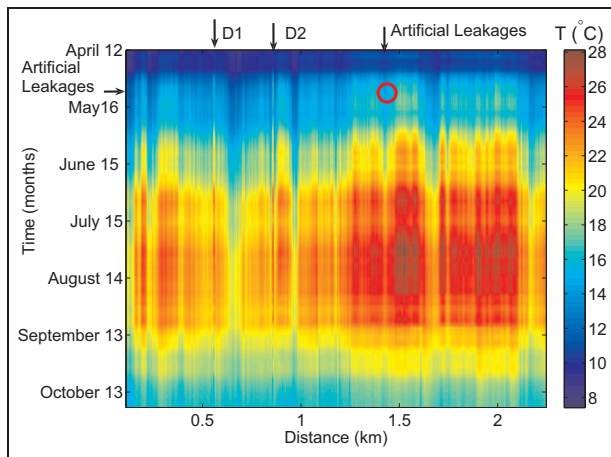 D1
D2
Artificial Leakages
T (°C)
April 12
Artificial
Leakages
May16
June 15
July 15
August 14
September 13
October 13
Time (months)
0.5
1
1.5
2
Distance (km)
28
26
24
22
20
18
16
14
12
10
8